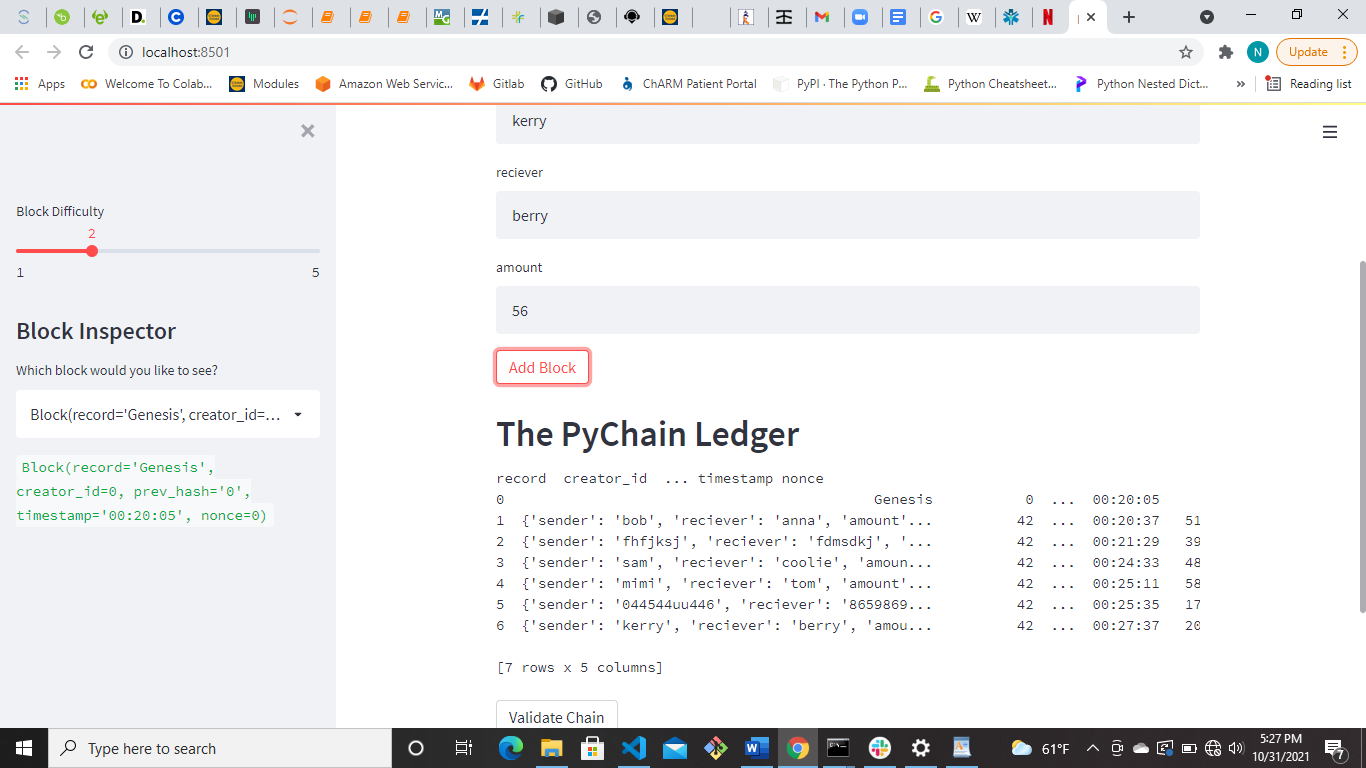 localhost:8501
Update
Apps
Welcome To Colab...
Modules
Amazon Web Servic...
Gitlab
GitHub
ChARM Patient Portal
PyPI · The Python P...
Python Cheatsheet...
Python Nested Dict...
»
Reading list
Block Difficulty
2
1 5
Block Inspector
Which block would you like to see?
Block(record='Genesis', creator_id=...
Block(record='Genesis',
creator_id=0, prev_hash='0',
timestamp='00:20:05', nonce=0)
kerry
reciever
berry
amount
56
Add Block
The PyChain Ledger
record  creator_id  ... timestamp nonce
0 Genesis 0 ... 00:20:05
1 {'sender': 'bob', 'reciever': 'anna', 'amount'... 42 ... 00:20:37 51
2 {'sender': 'fhfjksj', 'reciever': 'fdmsdkj', '... 42 ... 00:21:29 39
3 {'sender': 'sam', 'reciever': 'coolie', 'amoun... 42 ... 00:24:33 48
4 {'sender': 'mimi', 'reciever': 'tom', 'amount'... 42 ... 00:25:11 58
5 {'sender': '044544uu446', 'reciever': '8659869... 42 ... 00:25:35 17
6 {'sender': 'kerry', 'reciever': 'berry', 'amou... 42 ... 00:27:37 20
[7 rows x 5 columns]
Validate Chain
Type here to search
61°F
5:27 PM
10/31/2021
7